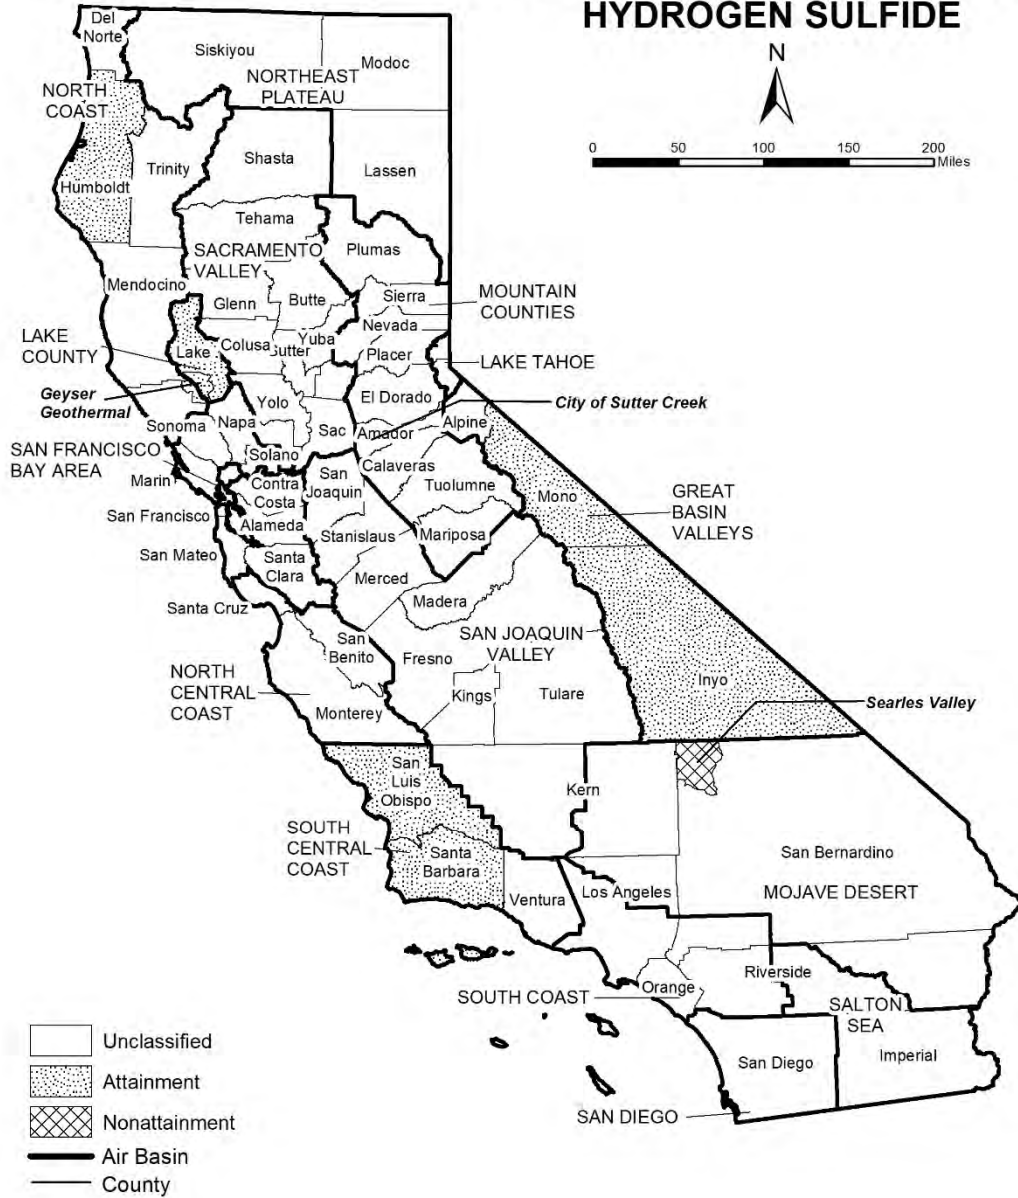 HYDROGEN SULFIDE
N
0 50 100 150 200
Miles
Del
Norte
Siskiyou
Modoc
NORTHEAST
PLATEAU
NORTH
COAST
Humboldt
Trinity
Shasta
Lassen
Tehama
SACRAMENTO
VALLEY
Plumas
Mendocino
Glenn
Butte
Sierra
MOUNTAIN
COUNTIES
Nevada
Yuba
Sutter
Colusa
Lake
LAKE
COUNTY
Placer
LAKE TAHOE
Geyser
Geothermal
Yolo
El Dorado
City of Sutter Creek
Sonoma
Napa
Sac
Amador
Alpine
SAN FRANCISCO
BAY AREA
Solano
Calaveras
Marin
Contra
Costa
San
Joaquin
Tuolumne
Mono
GREAT
BASIN
VALLEYS
San Francisco
Alameda
Stanislaus
Mariposa
San Mateo
Santa
Clara
Merced
Santa Cruz
Madera
San
Benito
Fresno
SAN JOAQUIN
VALLEY
NORTH
CENTRAL
COAST
Monterey
Kings
Tulare
Inyo
Searles Valley
San
Luis
Obispo
Kern
SOUTH
CENTRAL
COAST
Santa
Barbara
San Bernardino
Ventura
Los Angeles
MOJAVE DESERT
Orange
Riverside
SOUTH COAST
SALTON
SEA
San Diego
Imperial
SAN DIEGO
Unclassified
Attainment
Nonattainment
Air Basin
County